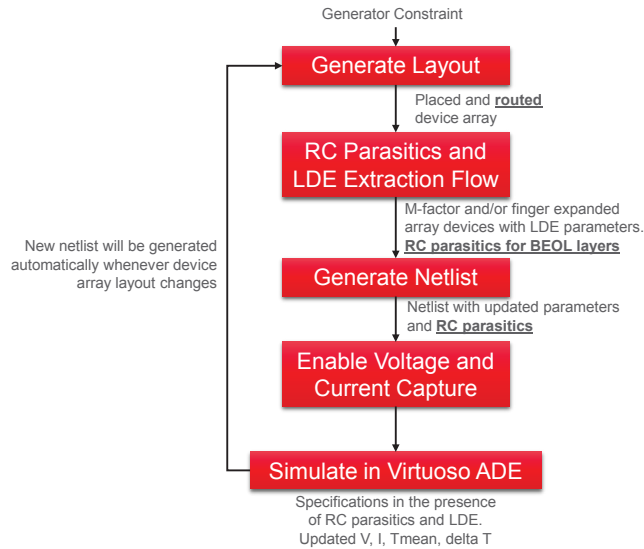 Generator Constraint
Generate Layout
Placed and routed
device array
RC Parasitics and
LDE Extraction Flow
M-factor and/or finger expanded
array devices with LDE parameters.
RC parasitics for BEOL layers
New netlist will be generated
automatically whenever device
array layout changes
Generate Netlist
Netlist with updated parameters
and RC parasitics
Enable Voltage and
Current Capture
Simulate in Virtuoso ADE
Specifications in the presence
of RC parasitics and LDE.
Updated V, I, Tmean, delta T